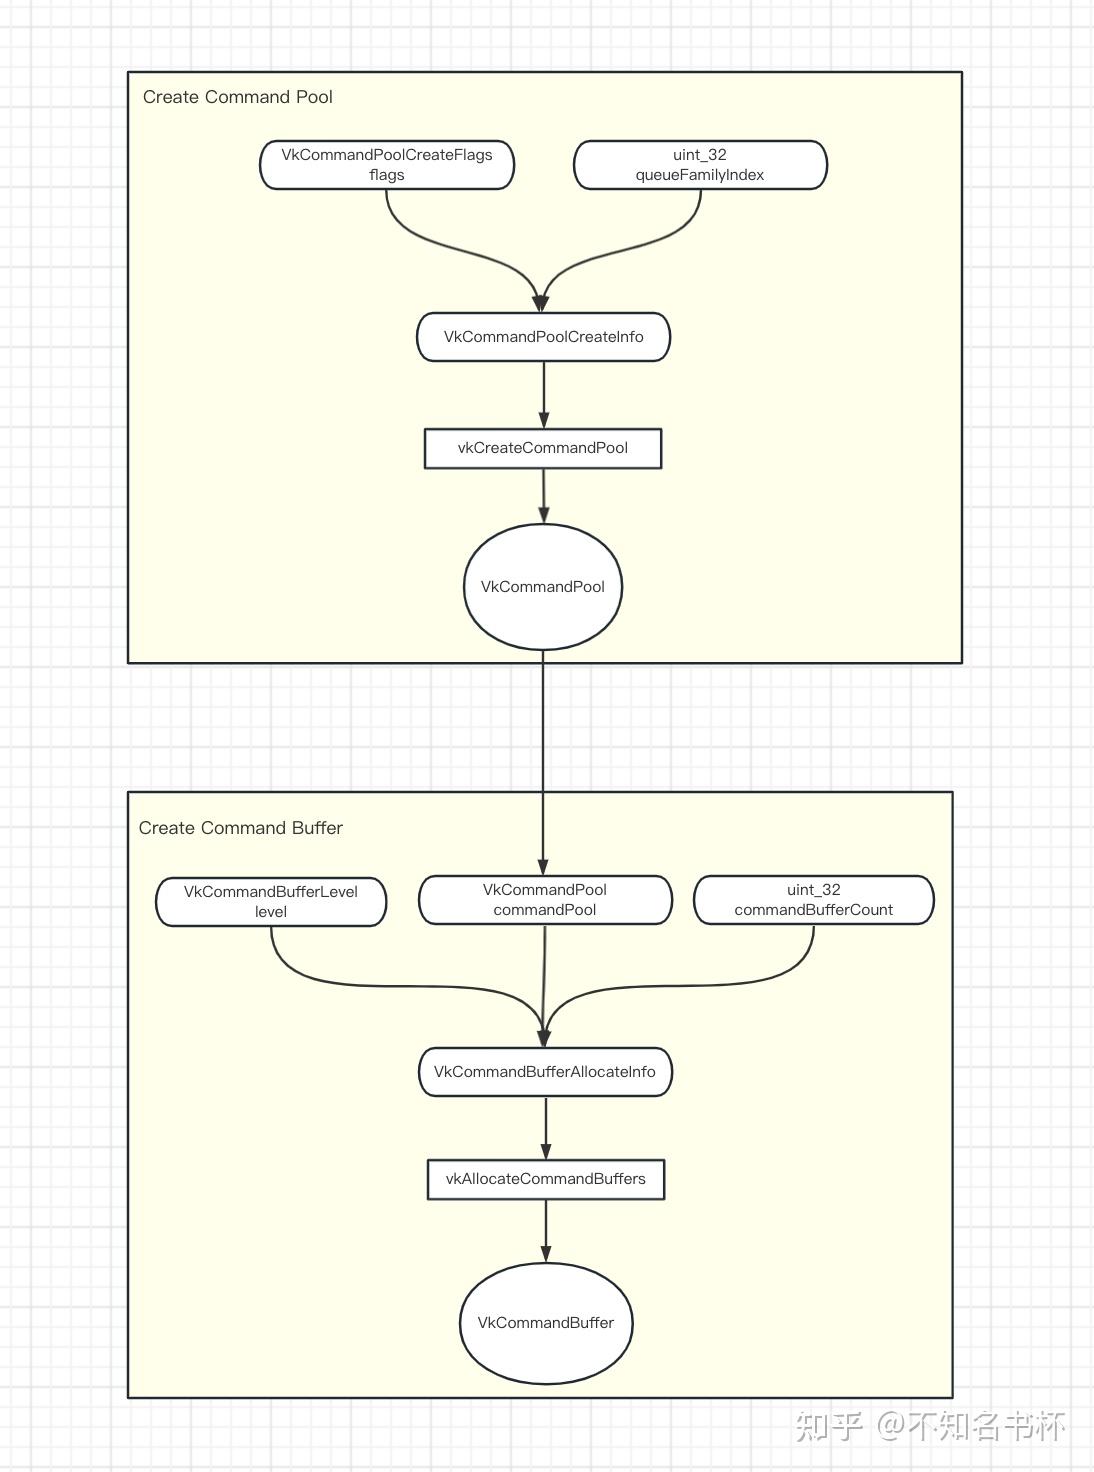 Create Command Pool
VkCommandPoolCreateFlags
flags
uint_32
queueFamilyIndex
VkCommandPoolCreateInfo
vkCreateCommandPool
VkCommandPool
Create Command Buffer
VkCommandBufferLevel
level
VkCommandPool
commandPool
uint_32
commandBufferCount
VkCommandBufferAllocateInfo
vkAllocateCommandBuffers
VkCommandBuffer
知乎 @不知名书杯